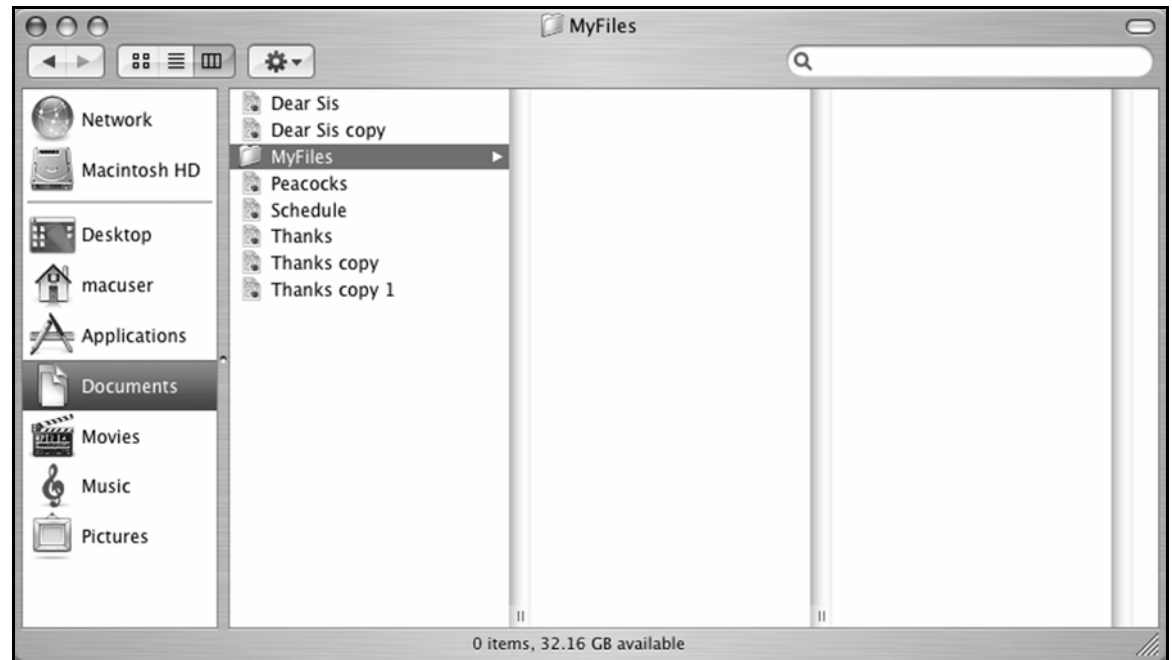 MyFiles
Network
Macintosh HD
Desktop
macuser
Applications
Documents
Movies
Music
Pictures
Dear Sis
Dear Sis copy
MyFiles
Peacocks
Schedule
Thanks
Thanks copy
Thanks copy 1
0 items, 32.16 GB available